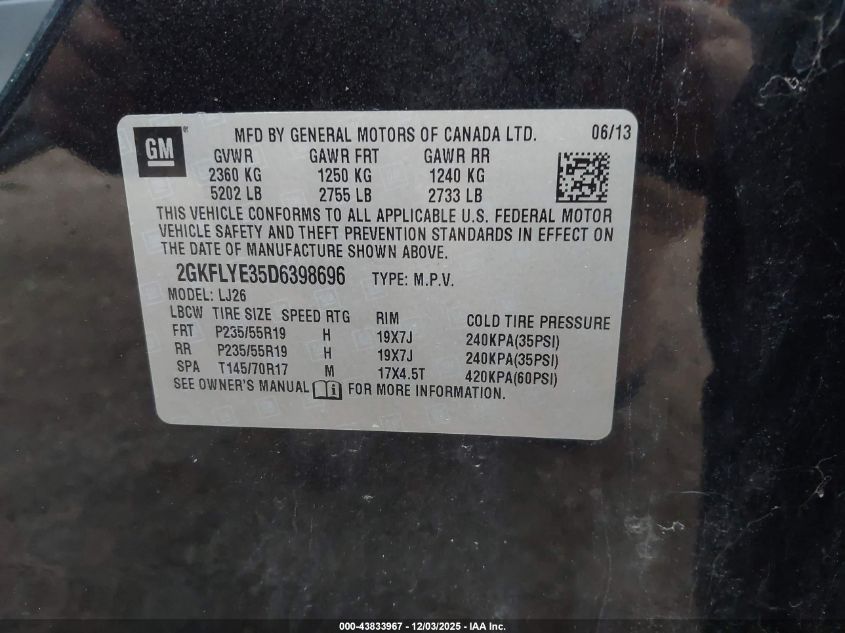 GM MFD BY GENERAL MOTORS OF CANADA LTD. 06/13
GVWR GAWR FRT GAWR RR
2360 KG 1250 KG 1240 KG
5202 LB 2755 LB 2733 LB
THIS VEHICLE CONFORMS TO ALL APPLICABLE U.S. FEDERAL MOTOR
VEHICLE SAFETY AND THEFT PREVENTION STANDARDS IN EFFECT ON
THE DATE OF MANUFACTURE SHOWN ABOVE.
2GKFLYE35D6398696 TYPE: M.P.V.
MODEL: LJ26
LBCW TIRE SIZE SPEED RTG RIM COLD TIRE PRESSURE
FRT P235/55R19 H 19X7J 240KPA(35PSI)
RR P235/55R19 H 19X7J 240KPA(35PSI)
SPA T145/70R17 M 17X4.5T 420KPA(60PSI)
SEE OWNER'S MANUAL FOR MORE INFORMATION.
000-43833967 - 12/03/2025 - IAA Inc.